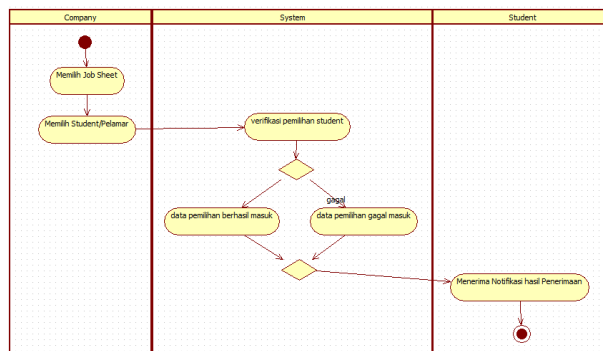 Company
System
Student
Memilih Job Sheet
Memilih Student/Pelamar
verifikasi pemilihan student
gagal
data pemilihan berhasil masuk
data pemilihan gagal masuk
Menerima Notifikasi hasil Penerimaan